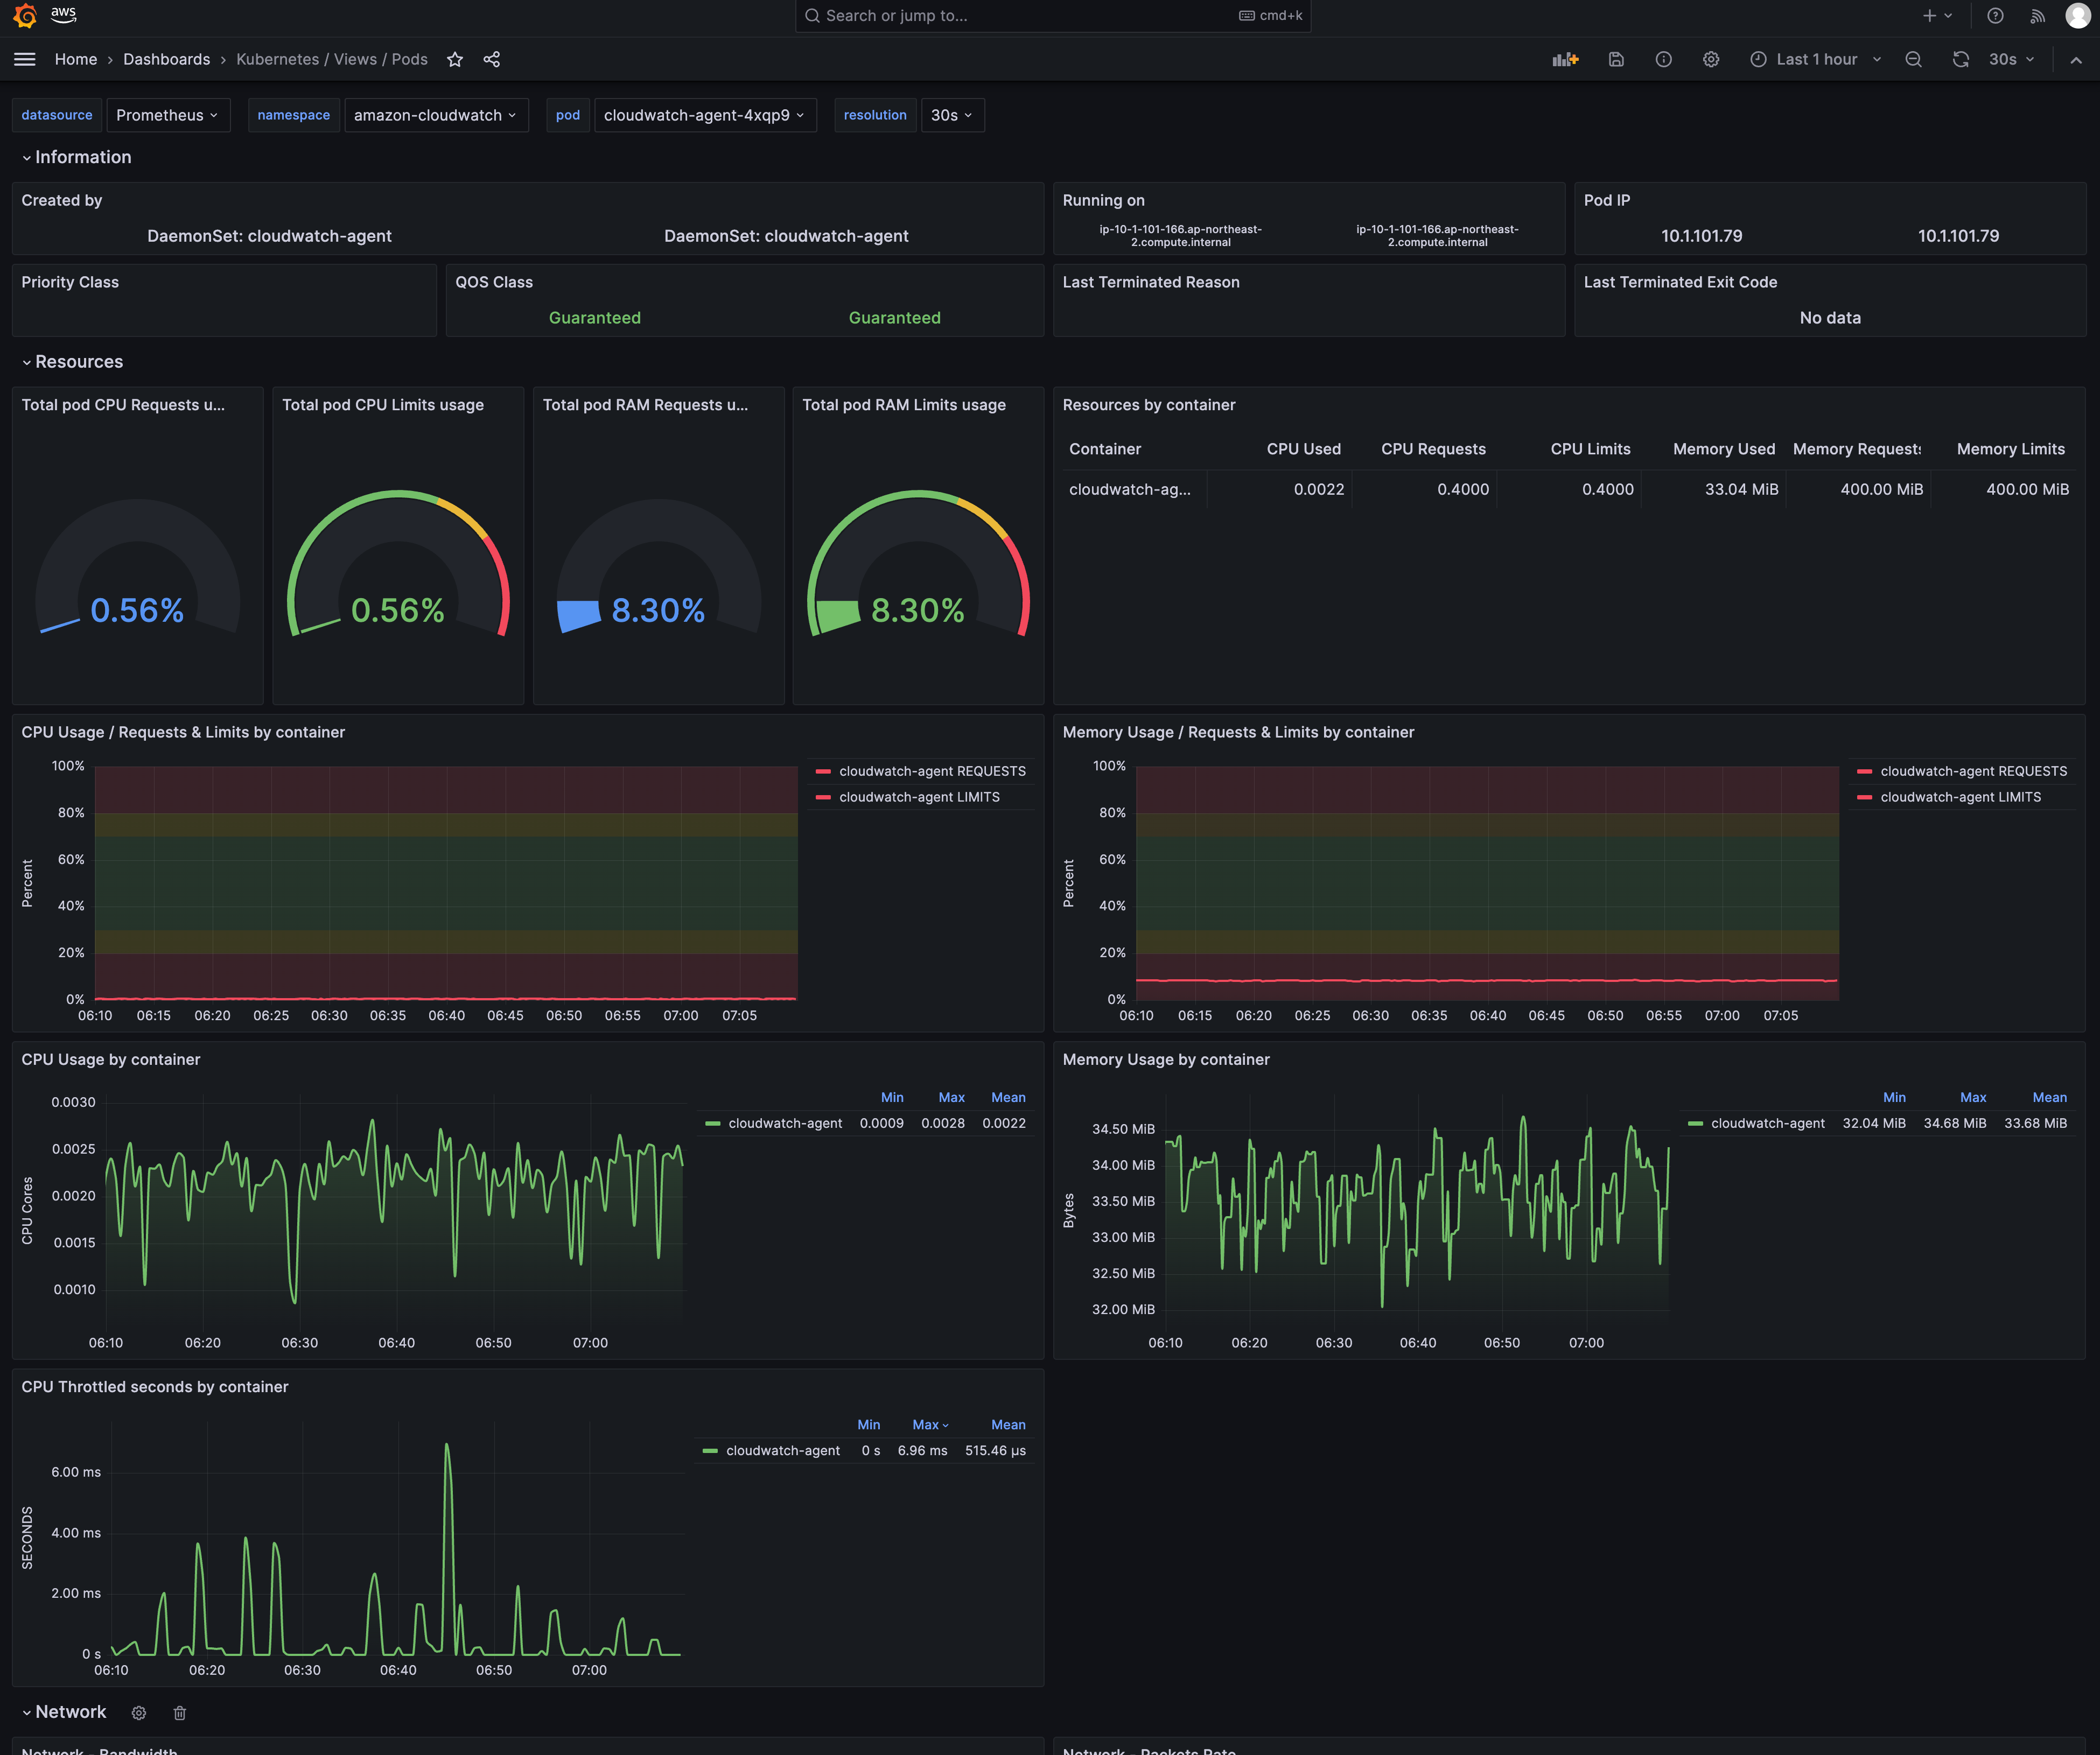 aws
Search or jump to...
cmd+k
Home › Dashboards › Kubernetes / Views / Pods
Last 1 hour
30s
datasource Prometheus namespace amazon-cloudwatch pod cloudwatch-agent-4xqp9 resolution 30s
Information
Created by
DaemonSet: cloudwatch-agent DaemonSet: cloudwatch-agent
Running on
ip-10-1-101-166.ap-northeast-
2.compute.internal
ip-10-1-101-166.ap-northeast-
2.compute.internal
Pod IP
10.1.101.79 10.1.101.79
Priority Class
QOS Class
Guaranteed Guaranteed
Last Terminated Reason
Last Terminated Exit Code
No data
Resources
Total pod CPU Requests u...
0.56%
Total pod CPU Limits usage
0.56%
Total pod RAM Requests u...
8.30%
Total pod RAM Limits usage
8.30%
Resources by container
Container CPU Used CPU Requests CPU Limits Memory Used Memory Requests Memory Limits
cloudwatch-ag... 0.0022 0.4000 0.4000 33.04 MiB 400.00 MiB 400.00 MiB
CPU Usage / Requests & Limits by container
Percent
100%
80%
60%
40%
20%
0%
06:10 06:15 06:20 06:25 06:30 06:35 06:40 06:45 06:50 06:55 07:00 07:05
cloudwatch-agent REQUESTS
cloudwatch-agent LIMITS
Memory Usage / Requests & Limits by container
Percent
100%
80%
60%
40%
20%
0%
06:10 06:15 06:20 06:25 06:30 06:35 06:40 06:45 06:50 06:55 07:00 07:05
cloudwatch-agent REQUESTS
cloudwatch-agent LIMITS
CPU Usage by container
CPU Cores
0.0030
0.0025
0.0020
0.0015
0.0010
06:10 06:20 06:30 06:40 06:50 07:00
Min Max Mean
cloudwatch-agent 0.0009 0.0028 0.0022
Memory Usage by container
Bytes
34.50 MiB
34.00 MiB
33.50 MiB
33.00 MiB
32.50 MiB
32.00 MiB
06:10 06:20 06:30 06:40 06:50 07:00
Min Max Mean
cloudwatch-agent 32.04 MiB 34.68 MiB 33.68 MiB
CPU Throttled seconds by container
SECONDS
6.00 ms
4.00 ms
2.00 ms
0 s
06:10 06:20 06:30 06:40 06:50 07:00
Min Max Mean
cloudwatch-agent 0 s 6.96 ms 515.46 µs
Network
Network - Bandwidth
Network - Packets Rate